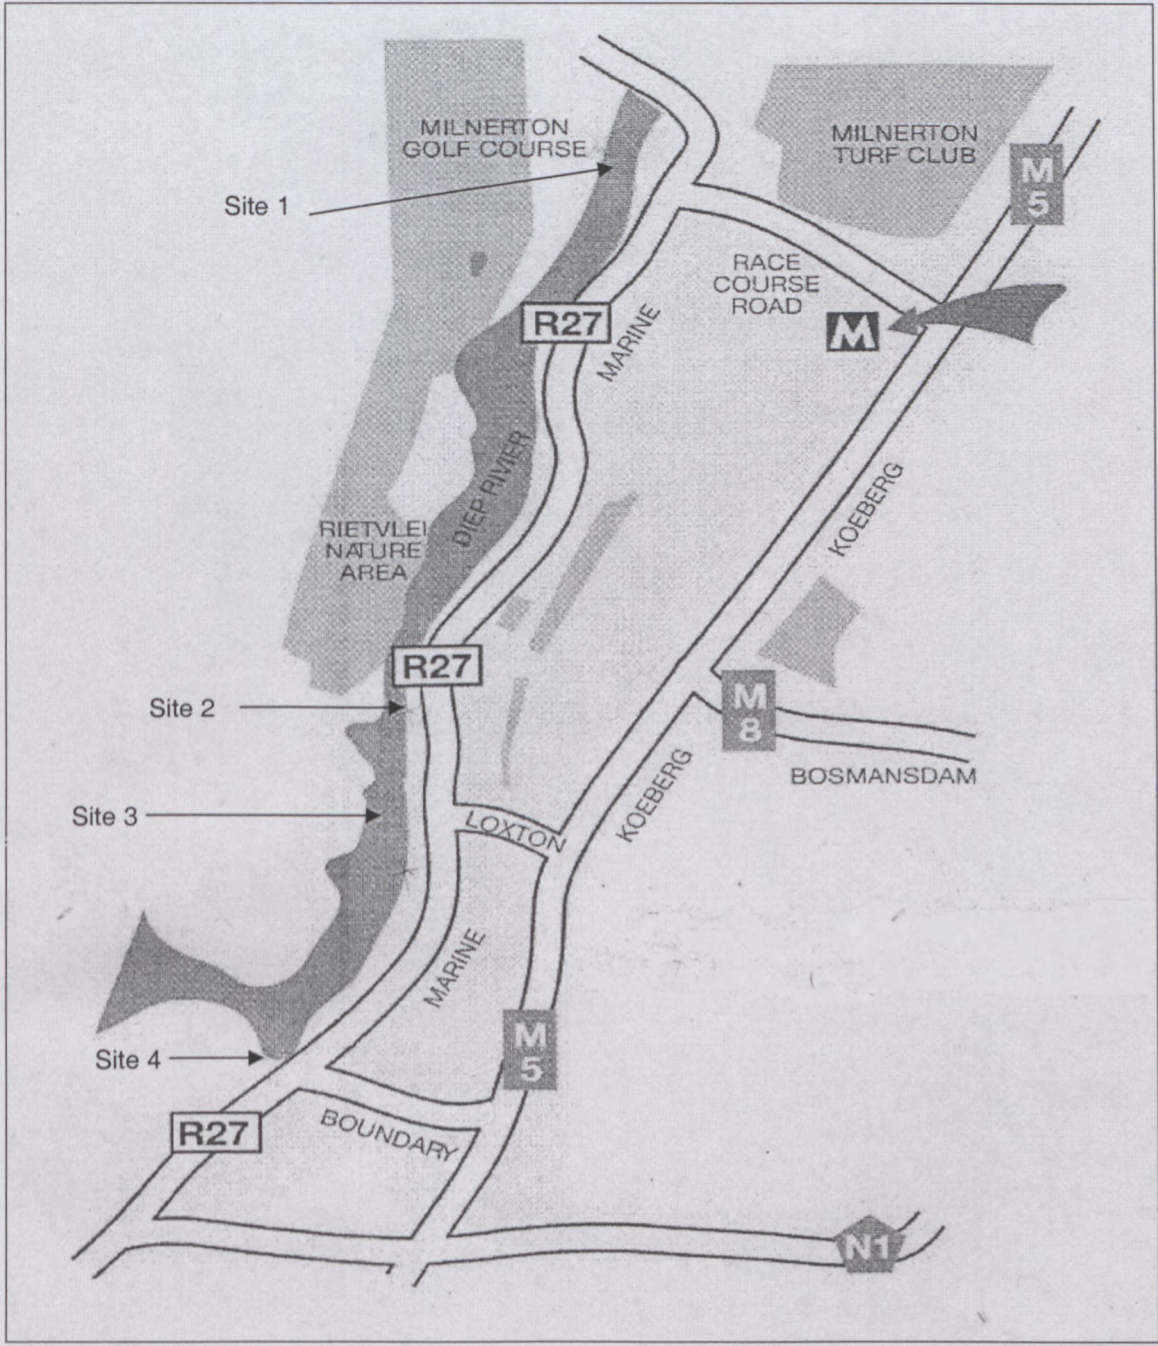 MILNERTON
GOLF COURSE
MILNERTON
TURF CLUB
M
5
Site 1
RACE
COURSE
ROAD
R27
MARINE
M
DIEP RIVIER
KOEBERG
RIETVLEI
NATURE
AREA
R27
Site 2
M
8
BOSMANSDAM
KOEBERG
Site 3
LOXTON
MARINE
M
5
Site 4
R27
BOUNDARY
N1